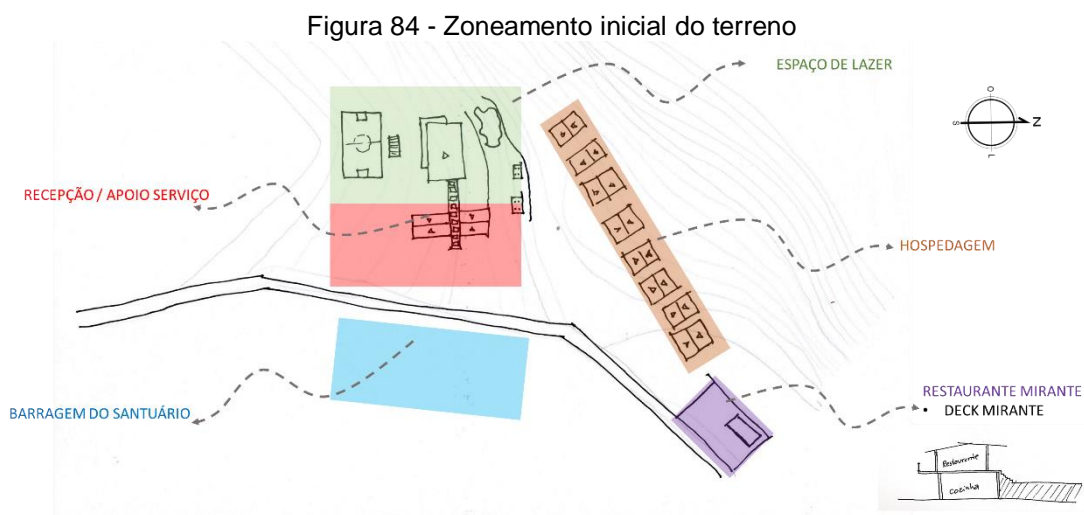 Figura 84 - Zoneamento inicial do terreno
ESPAÇO DE LAZER
O
S
N
L
RECEPÇÃO / APOIO SERVIÇO
HOSPEDAGEM
RESTAURANTE MIRANTE
• DECK MIRANTE
BARRAGEM DO SANTUÁRIO
Restaurante
Cozinha